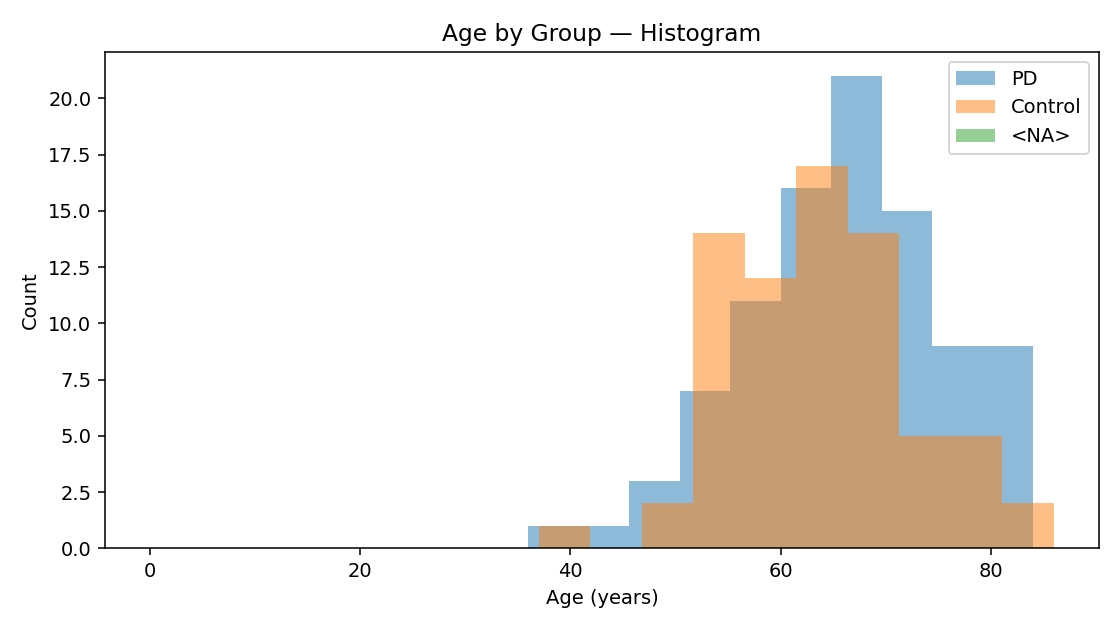 Age by Group — Histogram
PD
Control
<NA>
20.0
17.5
15.0
12.5
10.0
7.5
5.0
2.5
0.0
Count
0 20 40 60 80
Age (years)